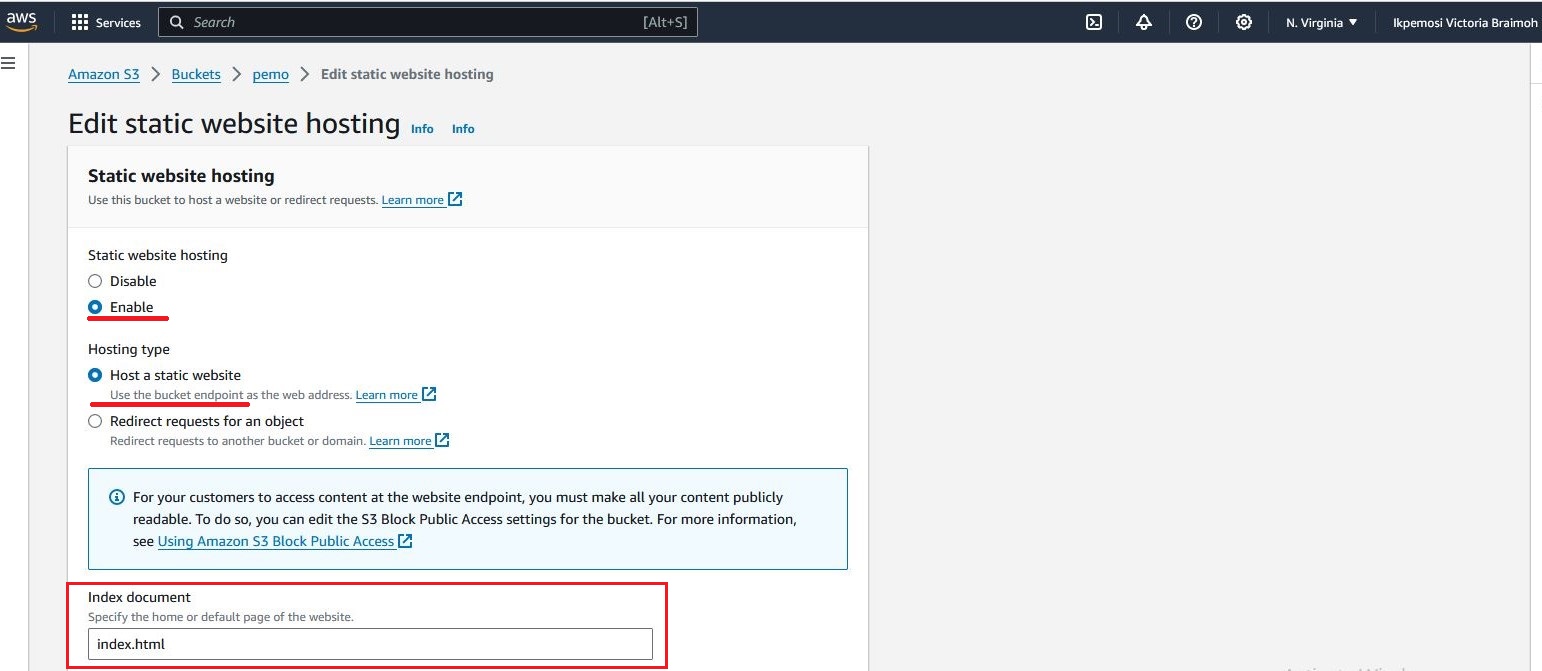 aws Services Search [Alt+S] N. Virginia Ikpemosi Victoria Braimoh
Amazon S3 > Buckets > pemo > Edit static website hosting
Edit static website hosting Info Info
Static website hosting
Use this bucket to host a website or redirect requests. Learn more
Static website hosting
Disable
Enable
Hosting type
Host a static website
Use the bucket endpoint as the web address. Learn more
Redirect requests for an object
Redirect requests to another bucket or domain. Learn more
For your customers to access content at the website endpoint, you must make all your content publicly
readable. To do so, you can edit the S3 Block Public Access settings for the bucket. For more information,
see Using Amazon S3 Block Public Access
Index document
Specify the home or default page of the website.
index.html